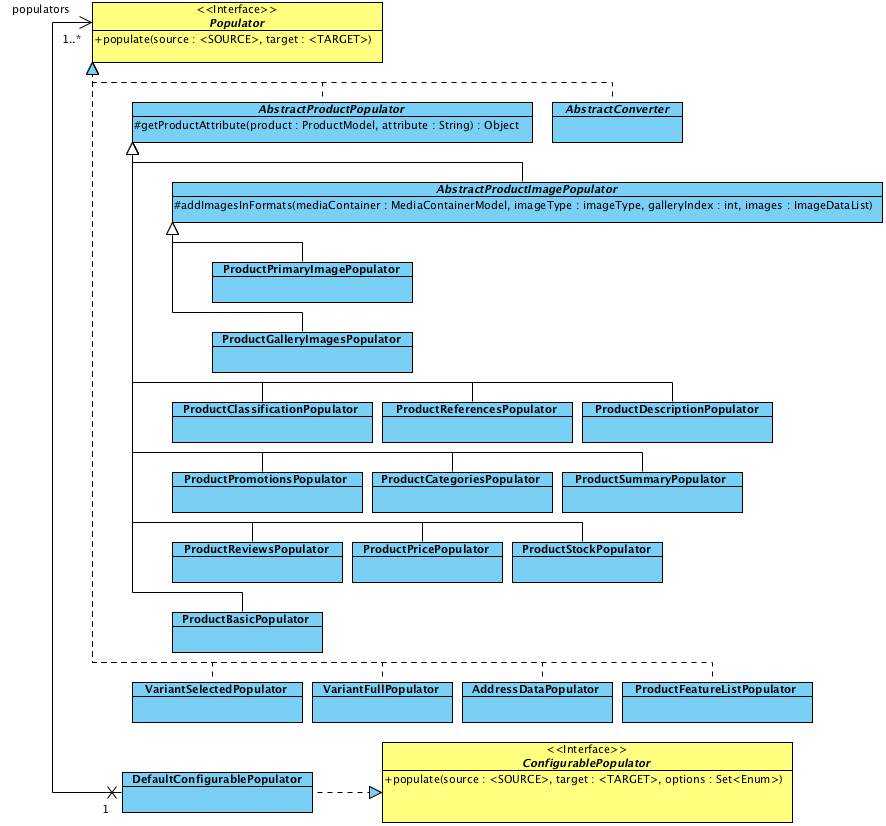 populators
<<Interface>>
Populator
1..*
+populate(source : <SOURCE>, target : <TARGET>)
AbstractProductPopulator
AbstractConverter
#getProductAttribute(product : ProductModel, attribute : String) : Object
AbstractProductImagePopulator
#addImagesInFormats(mediaContainer : MediaContainerModel, imageType : imageType, galleryIndex : int, images : ImageDataList)
ProductPrimaryImagePopulator
ProductGalleryImagesPopulator
ProductClassificationPopulator
ProductReferencesPopulator
ProductDescriptionPopulator
ProductPromotionsPopulator
ProductCategoriesPopulator
ProductSummaryPopulator
ProductReviewsPopulator
ProductPricePopulator
ProductStockPopulator
ProductBasicPopulator
VariantSelectedPopulator
VariantFullPopulator
AddressDataPopulator
ProductFeatureListPopulator
<<Interface>>
ConfigurablePopulator
+populate(source : <SOURCE>, target : <TARGET>, options : Set<Enum>)
DefaultConfigurablePopulator
1